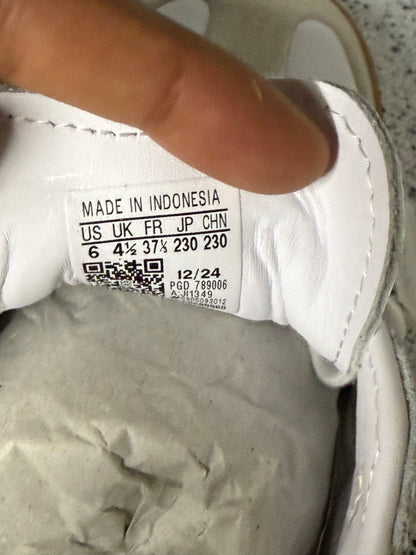 MADE IN INDONESIA
US UK FR JP CHN
6 4½ 37⅓ 230 230
12/24
PGD 789006
A:JI1349